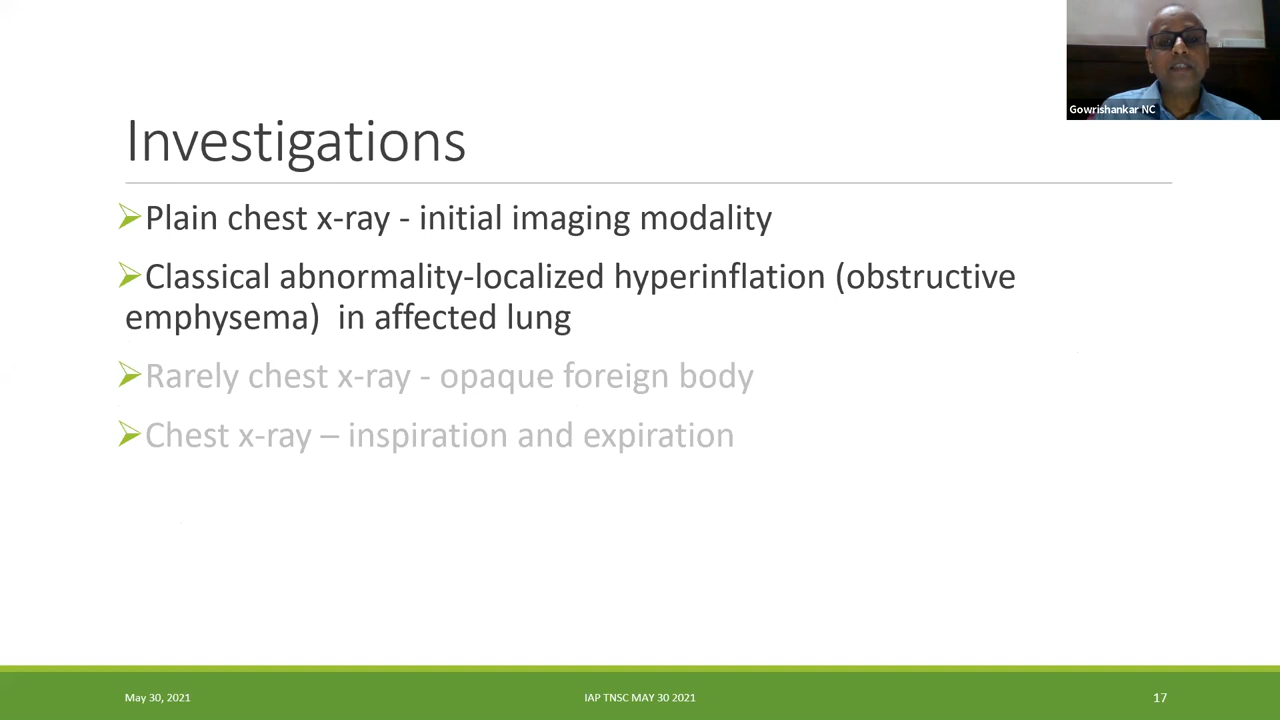 Gowrishankar NC
Investigations
Plain chest x-ray - initial imaging modality
Classical abnormality-localized hyperinflation (obstructive
emphysema)  in affected lung
Rarely chest x-ray - opaque foreign body
Chest x-ray – inspiration and expiration
May 30, 2021
IAP TNSC MAY 30 2021
17